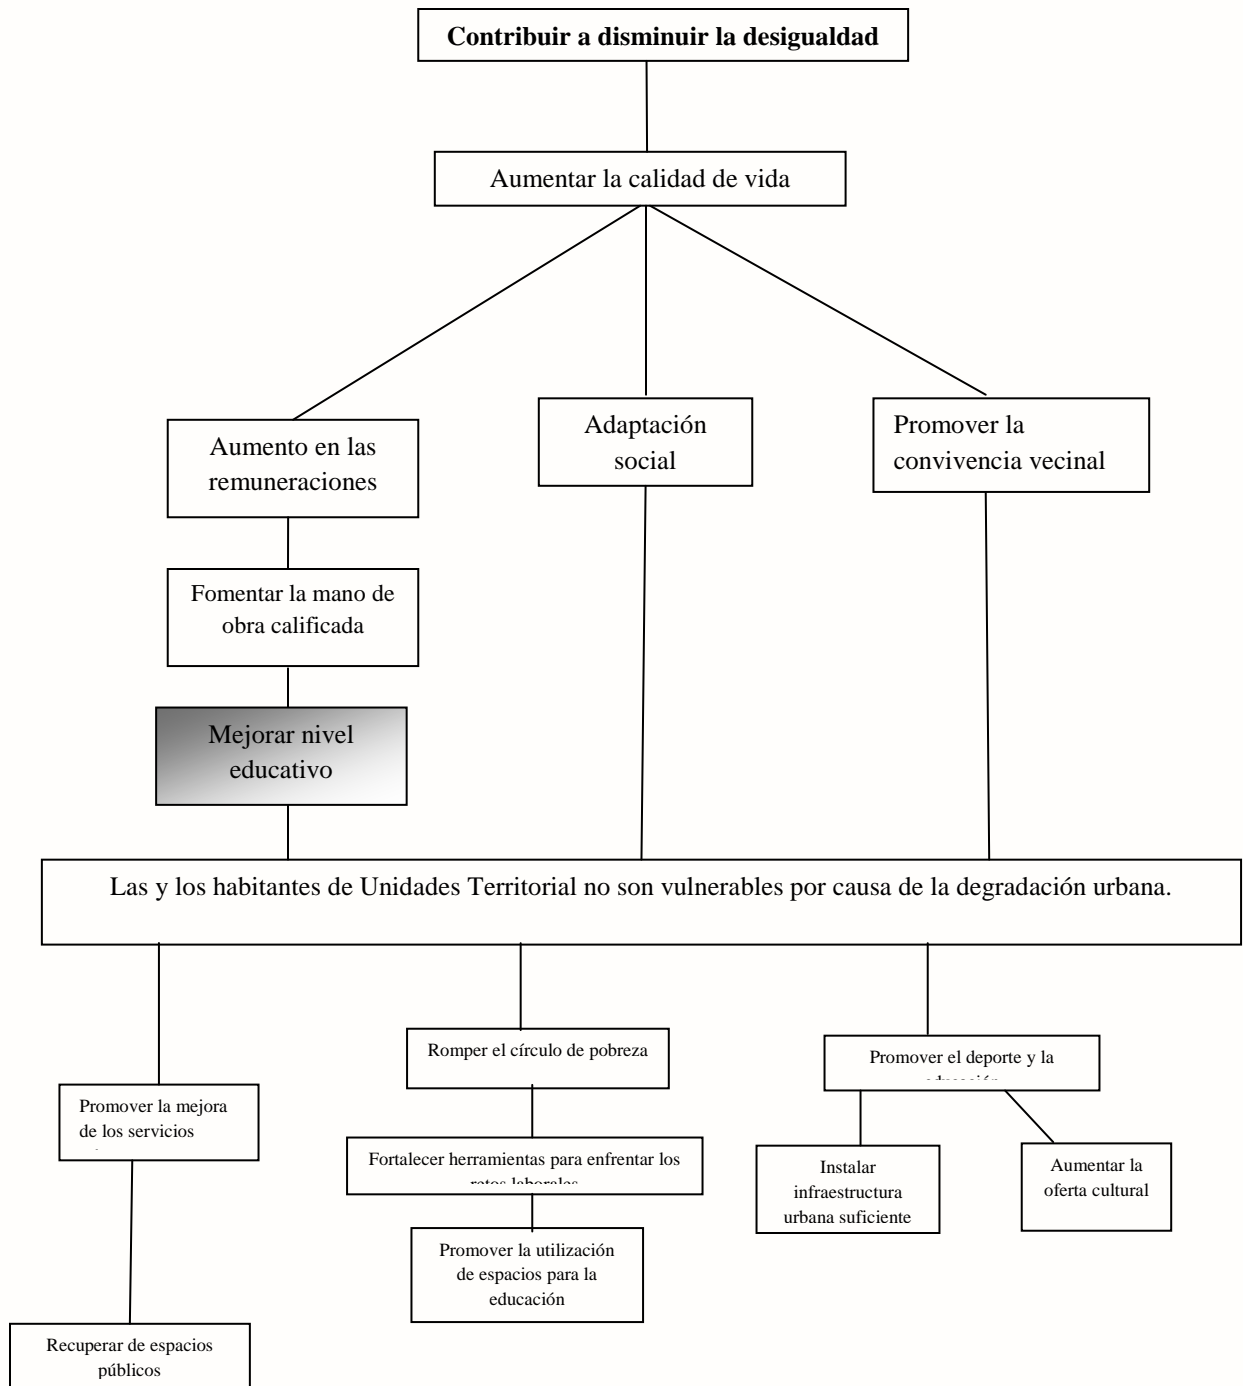 Contribuir a disminuir la desigualdad
Aumentar la calidad de vida
Aumento en las
remuneraciones
Adaptación
social
Promover la
convivencia vecinal
Fomentar la mano de
obra calificada
Mejorar nivel
educativo
Las y los habitantes de Unidades Territorial no son vulnerables por causa de la degradación urbana.
Promover la mejora
de los servicios
Romper el círculo de pobreza
Promover el deporte y la
educación
Fortalecer herramientas para enfrentar los
retos laborales
Instalar
infraestructura
urbana suficiente
Aumentar la
oferta cultural
Promover la utilización
de espacios para la
educación
Recuperar de espacios
públicos